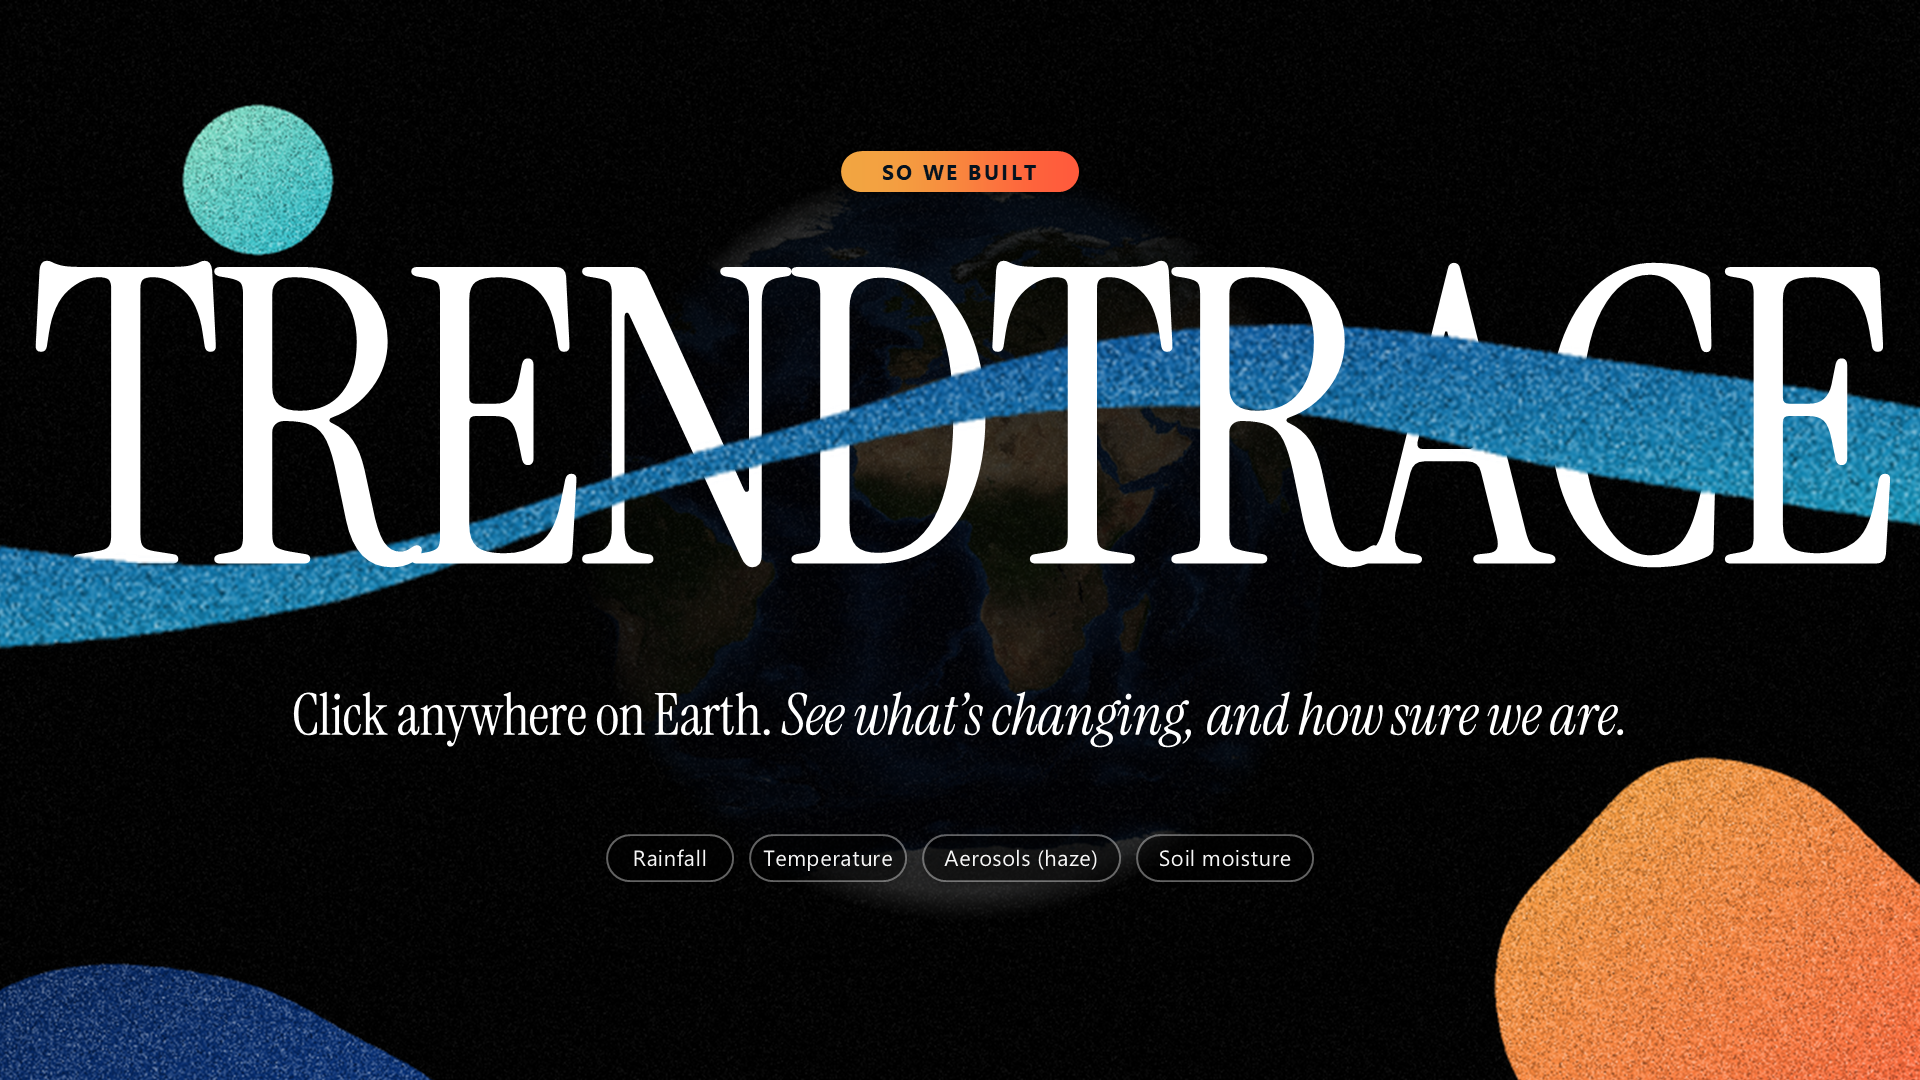 SO WE BUILT
TRENDTRACE
Click anywhere on Earth. See what’s changing, and how sure we are.
Rainfall Temperature Aerosols (haze) Soil moisture